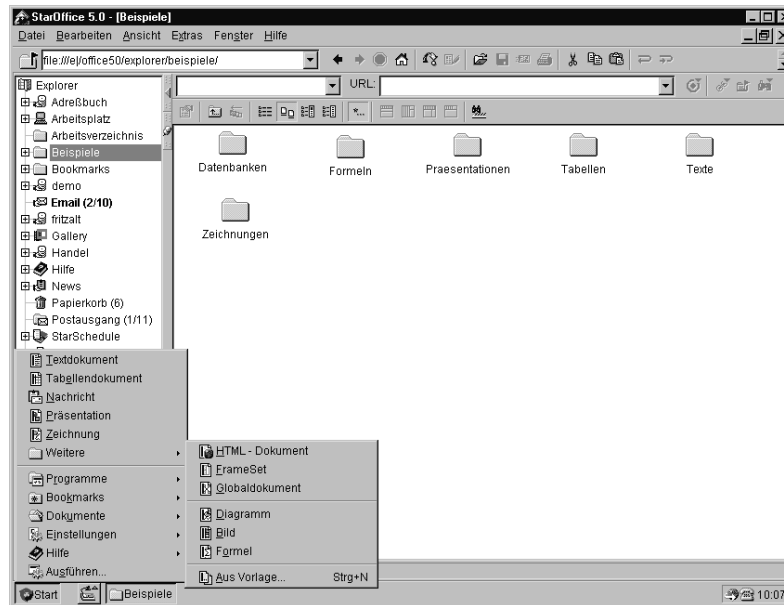 StarOffice 5.0 - [Beispiele]
Datei Bearbeiten Ansicht Extras Fenster Hilfe
file:///e|/office50/explorer/beispiele/
Explorer
URL:
Adreßbuch
Arbeitsplatz
Arbeitsverzeichnis
Beispiele
Bookmarks
demo
Email (2/10)
fritzalt
Gallery
Handel
Hilfe
News
Papierkorb (6)
Postausgang (1/11)
StarSchedule
Datenbanken
Formeln
Praesentationen
Tabellen
Texte
Zeichnungen
Textdokument
Tabellendokument
Nachricht
Präsentation
Zeichnung
Weitere
Programme
Bookmarks
Dokumente
Einstellungen
Hilfe
Ausführen...
HTML - Dokument
FrameSet
Globaldokument
Diagramm
Bild
Formel
Aus Vorlage... Strg+N
Start
Beispiele
10:07